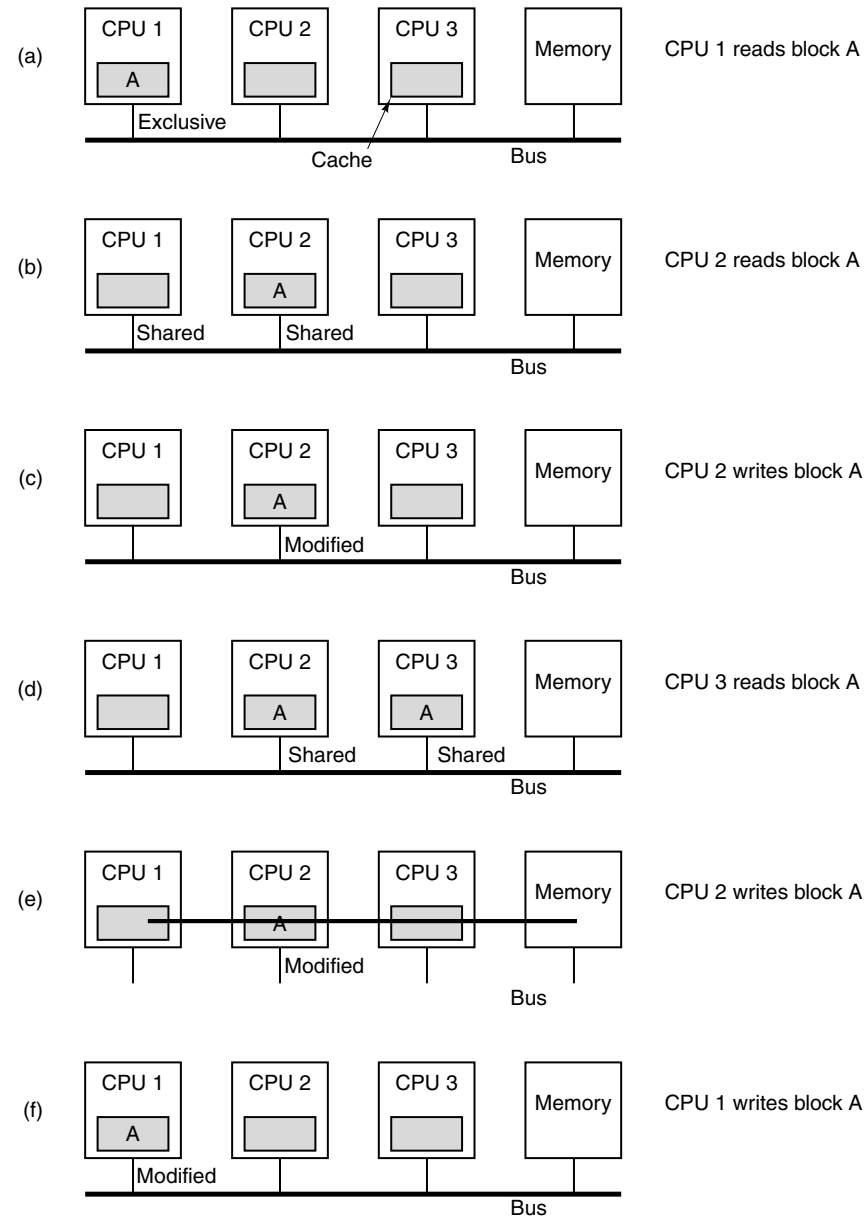 (a)
CPU 1
CPU 2
CPU 3
Memory
CPU 1 reads block A
A
Exclusive
Cache
Bus
(b)
CPU 1
CPU 2
CPU 3
Memory
CPU 2 reads block A
A
Shared
Shared
Bus
(c)
CPU 1
CPU 2
CPU 3
Memory
CPU 2 writes block A
A
Modified
Bus
(d)
CPU 1
CPU 2
CPU 3
Memory
CPU 3 reads block A
A
A
Shared
Shared
Bus
(e)
CPU 1
CPU 2
CPU 3
Memory
CPU 2 writes block A
A
Modified
Bus
(f)
CPU 1
CPU 2
CPU 3
Memory
CPU 1 writes block A
A
Modified
Bus